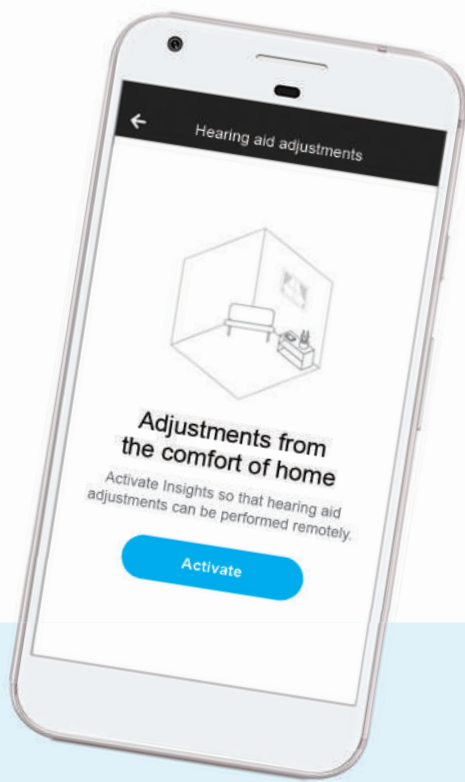 Hearing aid adjustments
Adjustments from
the comfort of home
Activate Insights so that hearing aid
adjustments can be performed remotely.
Activate